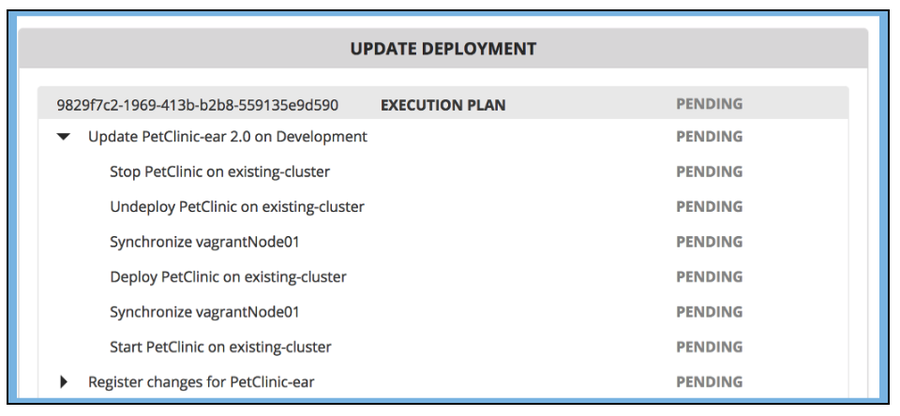 UPDATE DEPLOYMENT
9829f7c2-1969-413b-b2b8-559135e9d590 EXECUTION PLAN PENDING
Update PetClinic-ear 2.0 on Development PENDING
Stop PetClinic on existing-cluster PENDING
Undeploy PetClinic on existing-cluster PENDING
Synchronize vagrantNode01 PENDING
Deploy PetClinic on existing-cluster PENDING
Synchronize vagrantNode01 PENDING
Start PetClinic on existing-cluster PENDING
Register changes for PetClinic-ear PENDING